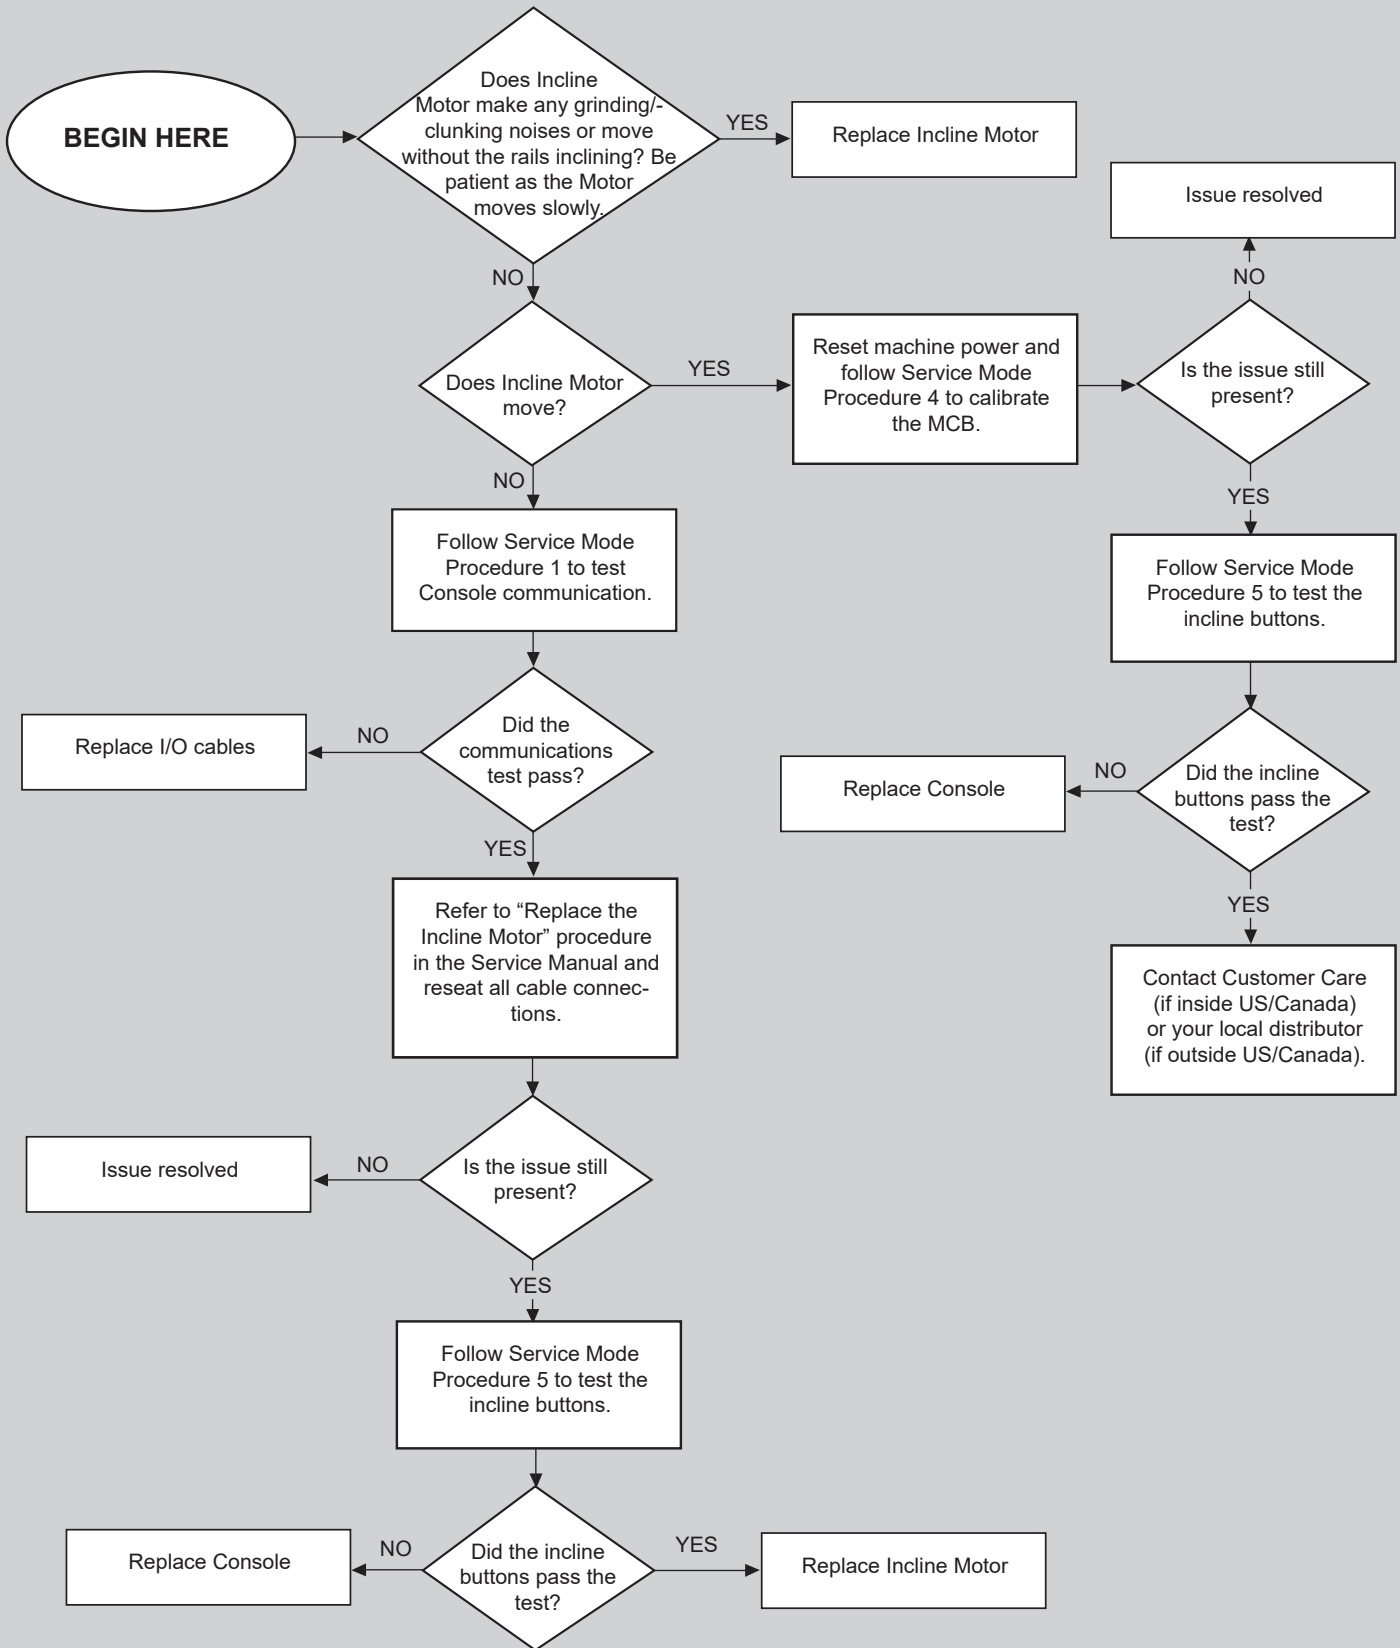 BEGIN HERE
Does Incline
Motor make any grinding/-
clunking noises or move
without the rails inclining? Be
patient as the Motor
moves slowly.
YES
Replace Incline Motor
NO
Does Incline Motor
move?
YES
Reset machine power and
follow Service Mode
Procedure 4 to calibrate
the MCB.
Is the issue still
present?
NO
Issue resolved
YES
Follow Service Mode
Procedure 5 to test the
incline buttons.
Did the incline
buttons pass the
test?
NO
Replace Console
YES
Contact Customer Care
(if inside US/Canada)
or your local distributor
(if outside US/Canada).
NO
Follow Service Mode
Procedure 1 to test
Console communication.
Did the
communications
test pass?
NO
Replace I/O cables
YES
Refer to “Replace the
Incline Motor” procedure
in the Service Manual and
reseat all cable connec-
tions.
Is the issue still
present?
NO
Issue resolved
YES
Follow Service Mode
Procedure 5 to test the
incline buttons.
Did the incline
buttons pass the
test?
NO
Replace Console
YES
Replace Incline Motor